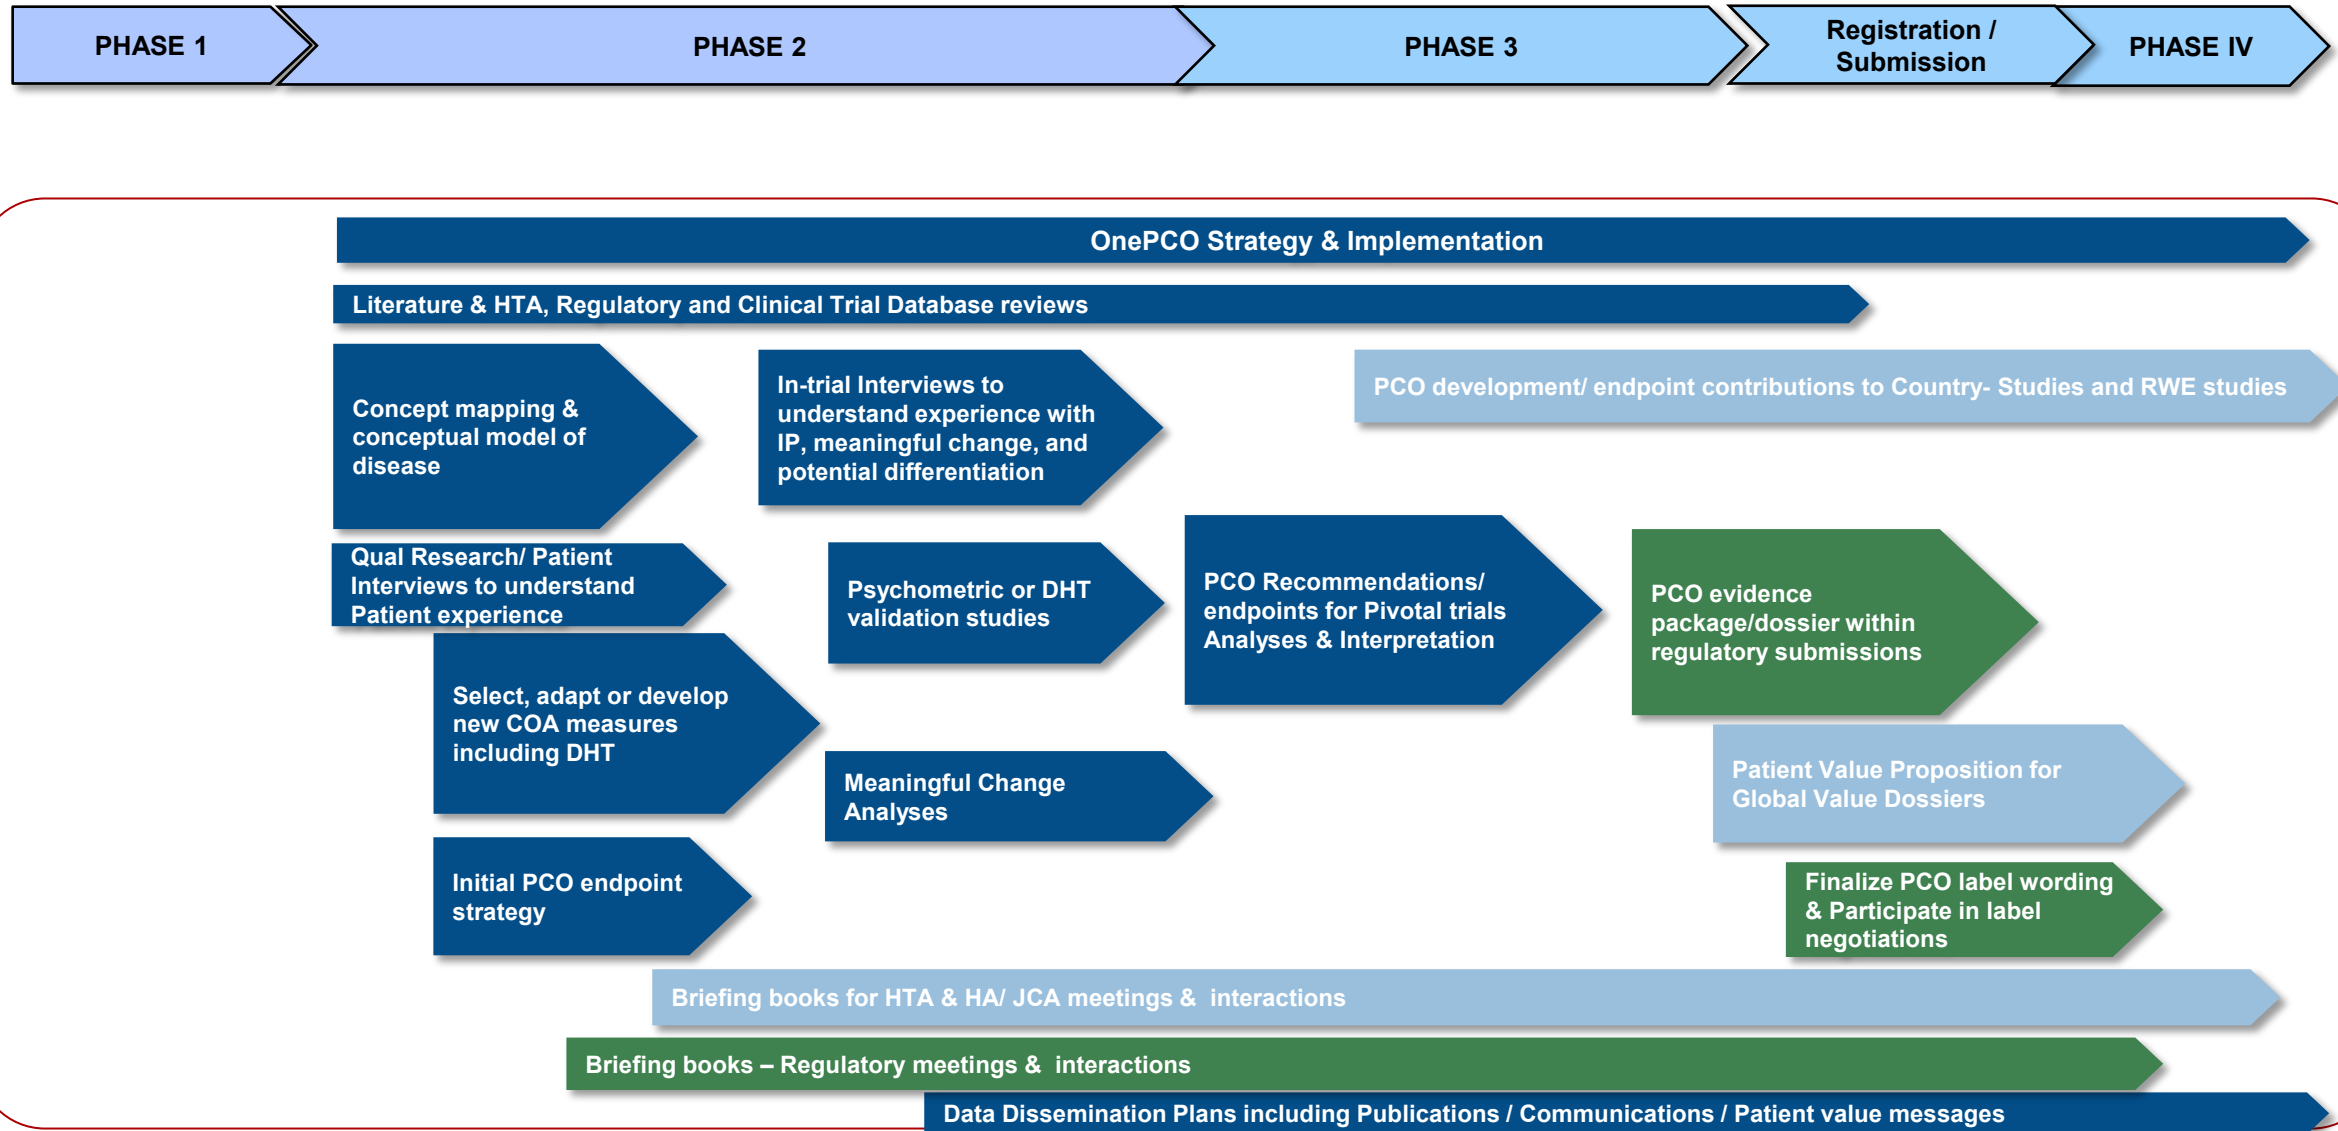 PHASE 1
PHASE 2
PHASE 3
Registration /
Submission
PHASE IV
OnePCO Strategy & Implementation
Literature & HTA, Regulatory and Clinical Trial Database reviews
Concept mapping &
conceptual model of
disease
In-trial Interviews to
understand experience with
IP, meaningful change, and
potential differentiation
PCO development/ endpoint contributions to Country- Studies and RWE studies
Qual Research/ Patient
Interviews to understand
Patient experience
Psychometric or DHT
validation studies
PCO Recommendations/
endpoints for Pivotal trials
Analyses & Interpretation
PCO evidence
package/dossier within
regulatory submissions
Select, adapt or develop
new COA measures
including DHT
Meaningful Change
Analyses
Patient Value Proposition for
Global Value Dossiers
Initial PCO endpoint
strategy
Finalize PCO label wording
& Participate in label
negotiations
Briefing books for HTA & HA/ JCA meetings &  interactions
Briefing books – Regulatory meetings &  interactions
Data Dissemination Plans including Publications / Communications / Patient value messages